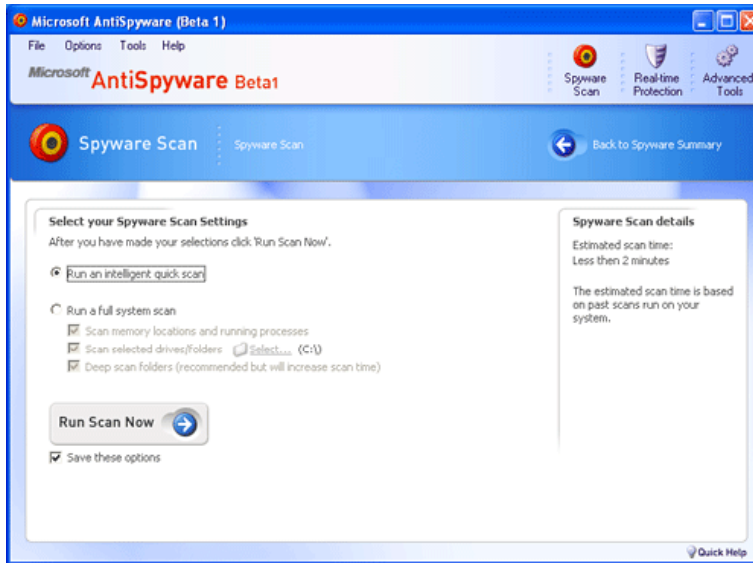 Microsoft AntiSpyware (Beta 1)
File Options Tools Help
Microsoft AntiSpyware Beta1
Spyware Scan
Real-time Protection
Advanced Tools
Spyware Scan
Spyware Scan
Back to Spyware Summary
Select your Spyware Scan Settings
After you have made your selections click 'Run Scan Now'.
Run an intelligent quick scan
Run a full system scan
Scan memory locations and running processes
Scan selected drives/folders Select... (C:\)
Deep scan folders (recommended but will increase scan time)
Run Scan Now
Save these options
Spyware Scan details
Estimated scan time:
Less then 2 minutes
The estimated scan time is based
on past scans run on your
system.
Quick Help